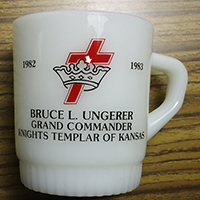 1982 1983
BRUCE L. UNGERER
GRAND COMMANDER
KNIGHTS TEMPLAR OF KANSAS